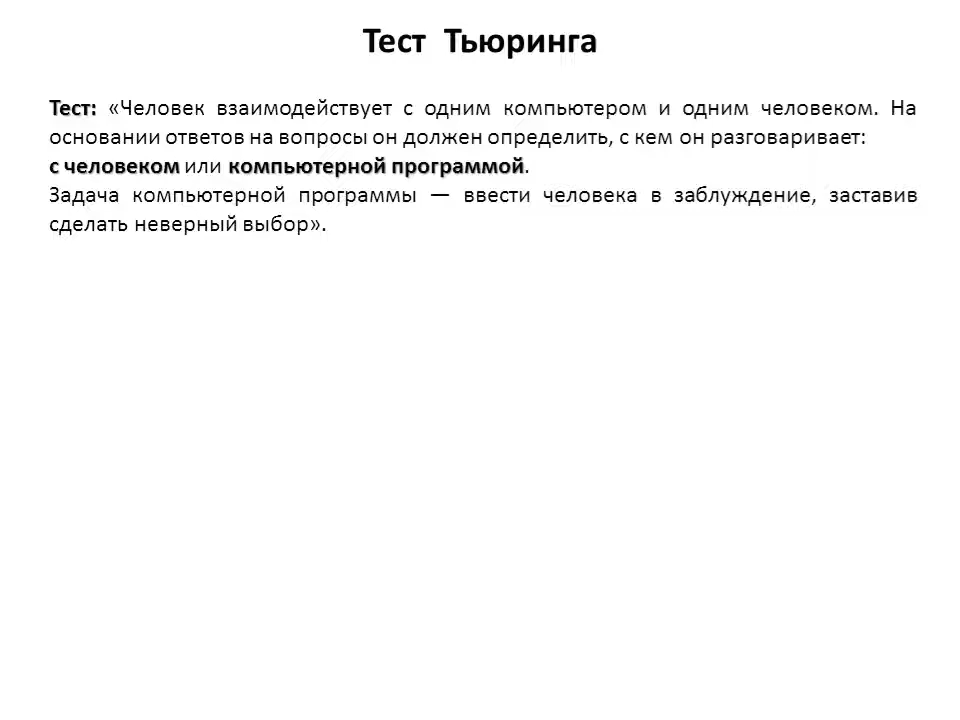 Тест Тьюринга
Тест: «Человек взаимодействует с одним компьютером и одним человеком. На
основании ответов на вопросы он должен определить, с кем он разговаривает:
с человеком или компьютерной программой.
Задача компьютерной программы — ввести человека в заблуждение, заставив
сделать неверный выбор».